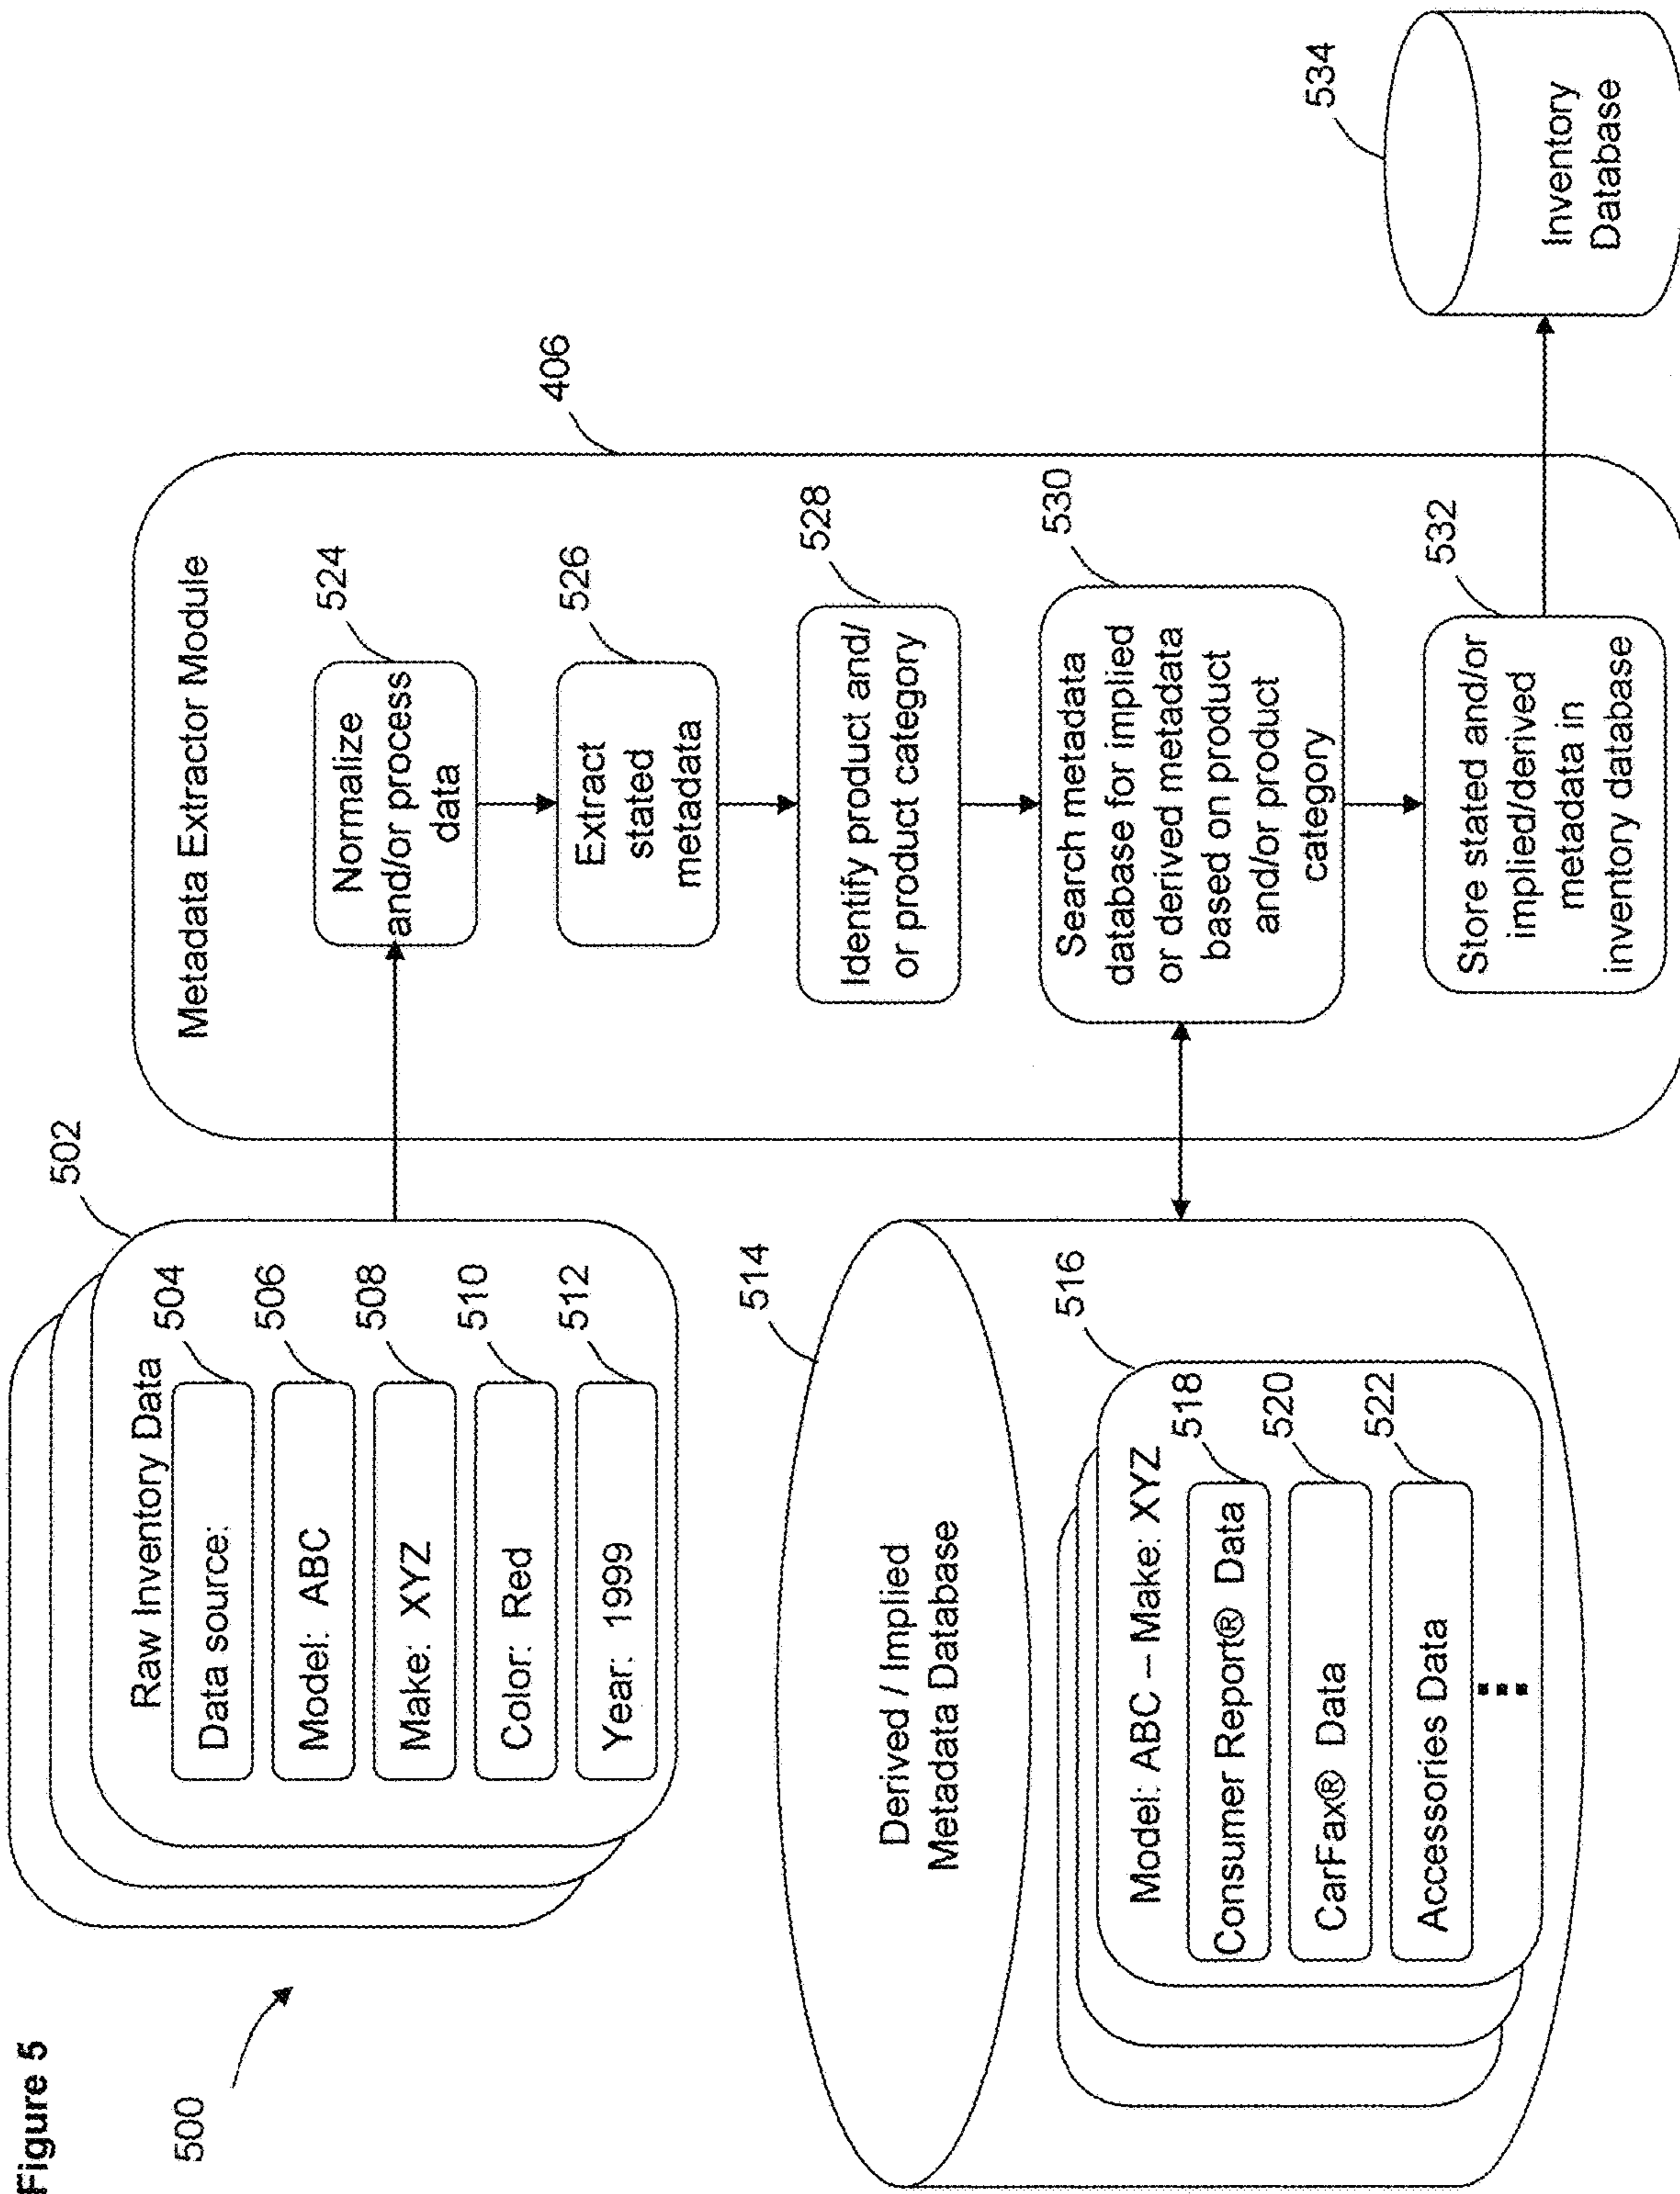 Figure 5
500
502
Raw Inventory Data
504
Data source:
506
Model: ABC
508
Make: XYZ
510
Color: Red
512
Year: 1999
514
Derived / Implied
Metadata Database
516
Model: ABC – Make: XYZ
518
Consumer Report® Data
520
CarFax® Data
522
Accessories Data
406
Metadata Extractor Module
524
Normalize
and/or process
data
526
Extract
stated
metadata
528
Identify product and/
or product category
530
Search metadata
database for implied
or derived metadata
based on product
and/or product
category
532
Store stated and/or
implied/derived
metadata in
inventory database
534
Inventory
Database